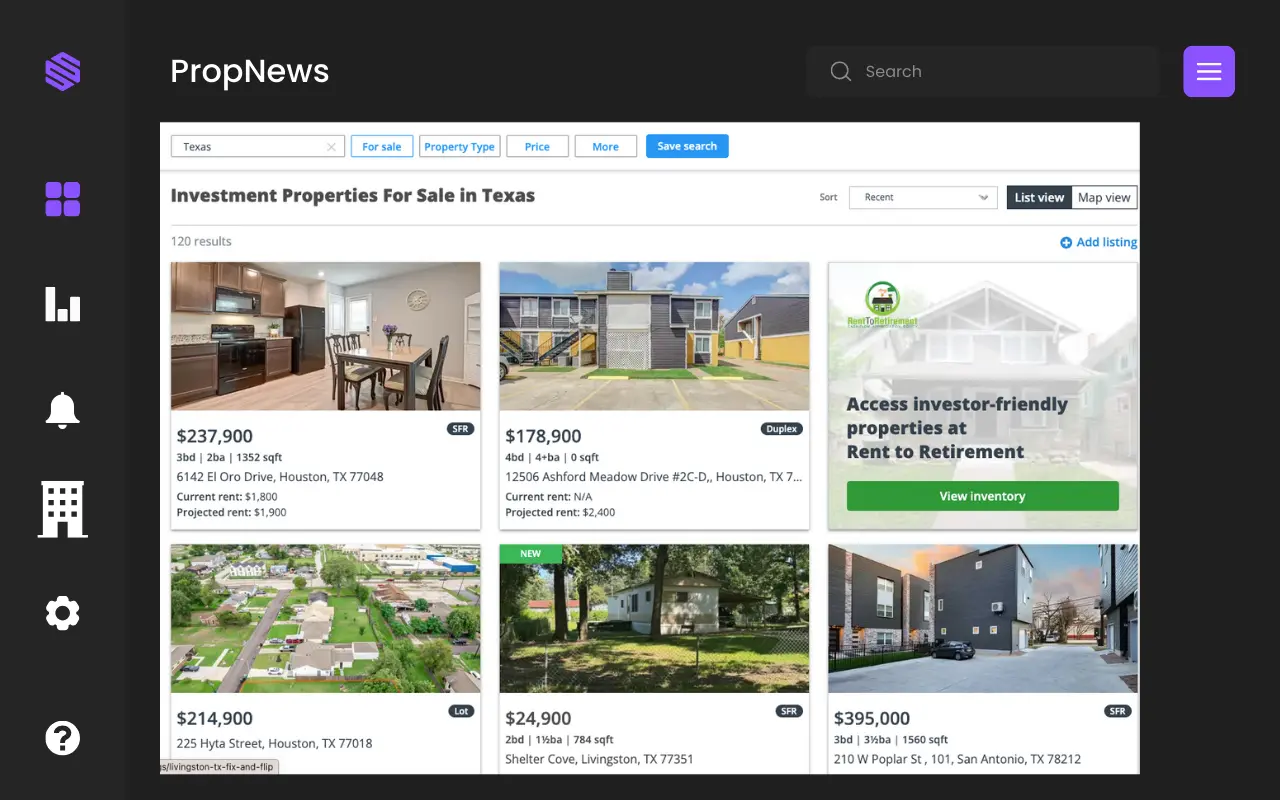 PropNews
Search
Texas
For sale
Property Type
Price
More
Save search
Investment Properties For Sale in Texas
Sort
Recent
List view
Map view
120 results
Add listing
$237,900
SFR
3bd | 2ba | 1352 sqft
6142 El Oro Drive, Houston, TX 77048
Current rent: $1,800
Projected rent: $1,900
$178,900
Duplex
4bd | 4+ba | 0 sqft
12506 Ashford Meadow Drive #2C-D,, Houston, TX 7...
Current rent: N/A
Projected rent: $2,400
RentToRetirement
Access investor-friendly
properties at
Rent to Retirement
View inventory
$214,900
Lot
225 Hyta Street, Houston, TX 77018
NEW
$24,900
SFR
2bd | 1½ba | 784 sqft
Shelter Cove, Livingston, TX 77351
$395,000
SFR
3bd | 3½ba | 1560 sqft
210 W Poplar St , 101, San Antonio, TX 78212
gs/livingston-tx-fix-and-flip